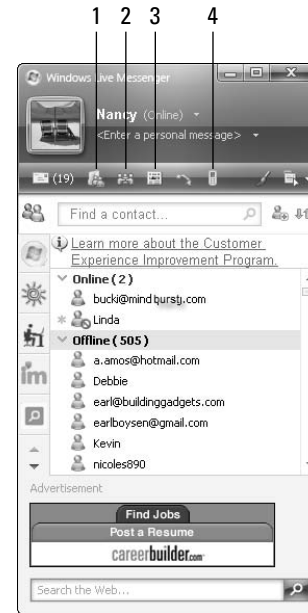 1 2 3 4
Windows Live Messenger
Nancy (Online)
<Enter a personal message>
(19)
Find a contact...
Learn more about the Customer
Experience Improvement Program.
Online (2)
bucki@mindbursts.com
Linda
Offline (505)
a.amos@hotmail.com
Debbie
earl@buildinggadgets.com
earlboysen@gmail.com
Kevin
nicoles890
im
Advertisement
Find Jobs
Post a Resume
careerbuilder.com
Search the Web...